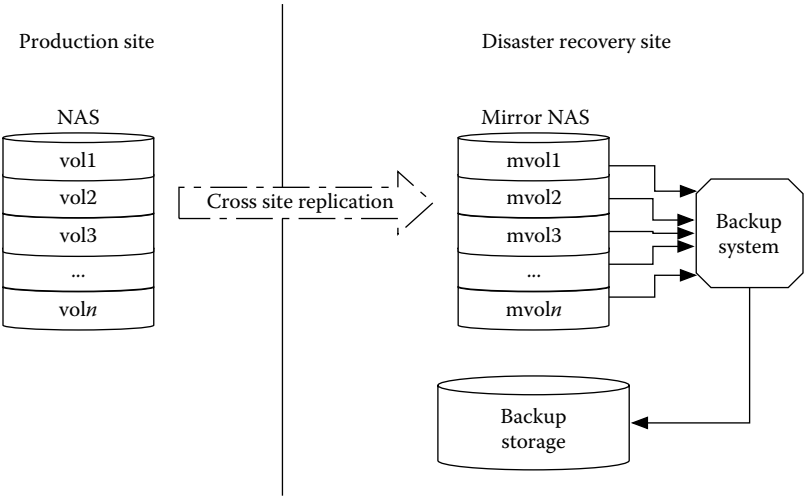 Production site
Disaster recovery site
NAS
vol1
vol2
vol3
...
voln
Cross site replication
Mirror NAS
mvol1
mvol2
mvol3
...
mvoln
Backup
system
Backup
storage